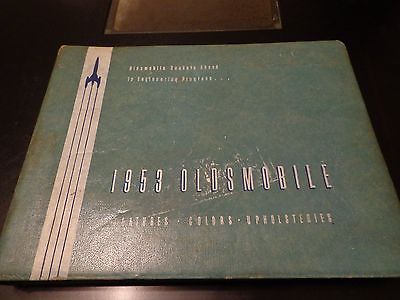 Oldsmobile Rockets Ahead
in Engineering Progress...
1953 OLDSMOBILE
FEATURES · COLORS · UPHOLSTERIES